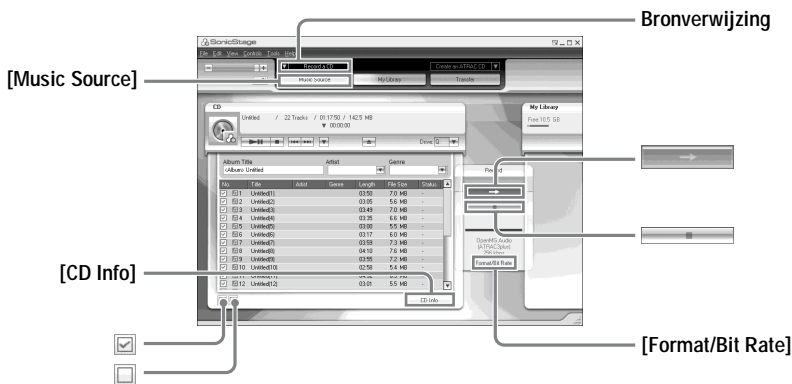 Bronverwijzing
SonicStage
File Edit View Controls Tools Help
Record a CD
Create an ATRAC CD
[Music Source]
Music Source
My Library
Transfer
CD
My Library
Untitled / 22 Tracks / 01:17:50 / 142.5 MB
00:00:00
Free:10.5 GB
Drive:
Album Title Artist Genre
<Album> Untitled
Record
No. Title Artist Genre Length File Size Status
1 Untitled(1) 03:50 7.0 MB -
2 Untitled(2) 03:05 5.6 MB -
3 Untitled(3) 03:49 7.0 MB -
4 Untitled(4) 03:35 6.6 MB -
5 Untitled(5) 03:00 5.5 MB -
6 Untitled(6) 03:17 6.0 MB -
7 Untitled(7) 03:59 7.3 MB -
8 Untitled(8) 04:10 7.6 MB -
9 Untitled(9) 03:55 7.2 MB -
10 Untitled(10) 02:58 5.4 MB -
12 Untitled(12) 03:01 5.5 MB -
OpenMG Audio
(ATRAC3plus)
256 kbps
Format/Bit Rate
[CD Info]
CD Info
[Format/Bit Rate]